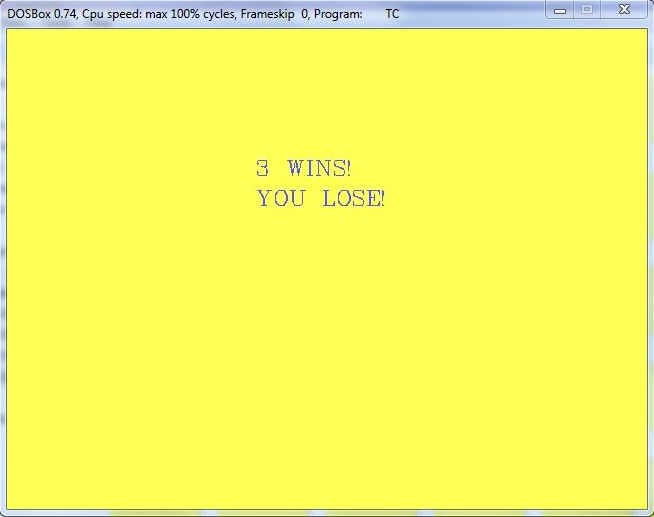 DOSBox 0.74, Cpu speed: max 100% cycles, Frameskip 0, Program: TC
3 WINS!
YOU LOSE!